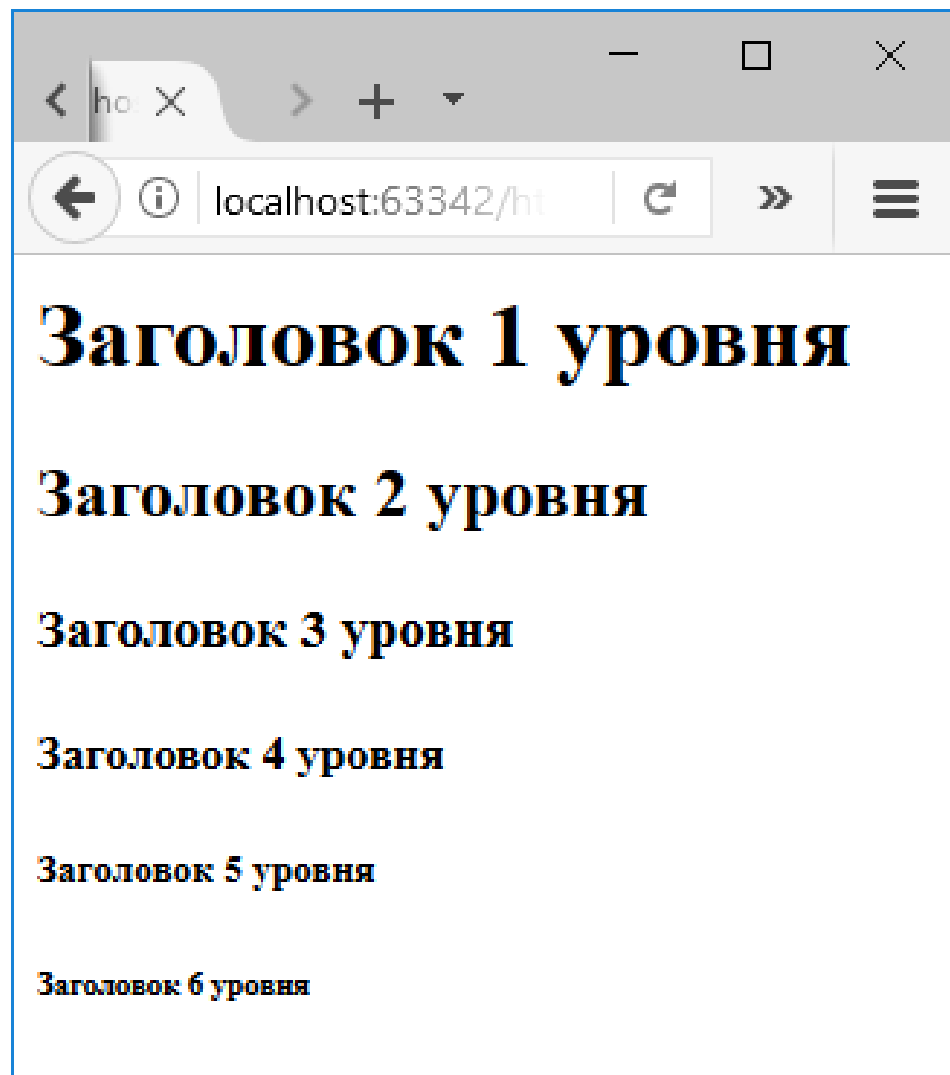 ho
localhost:63342/ht
Заголовок 1 уровня
Заголовок 2 уровня
Заголовок 3 уровня
Заголовок 4 уровня
Заголовок 5 уровня
Заголовок 6 уровня